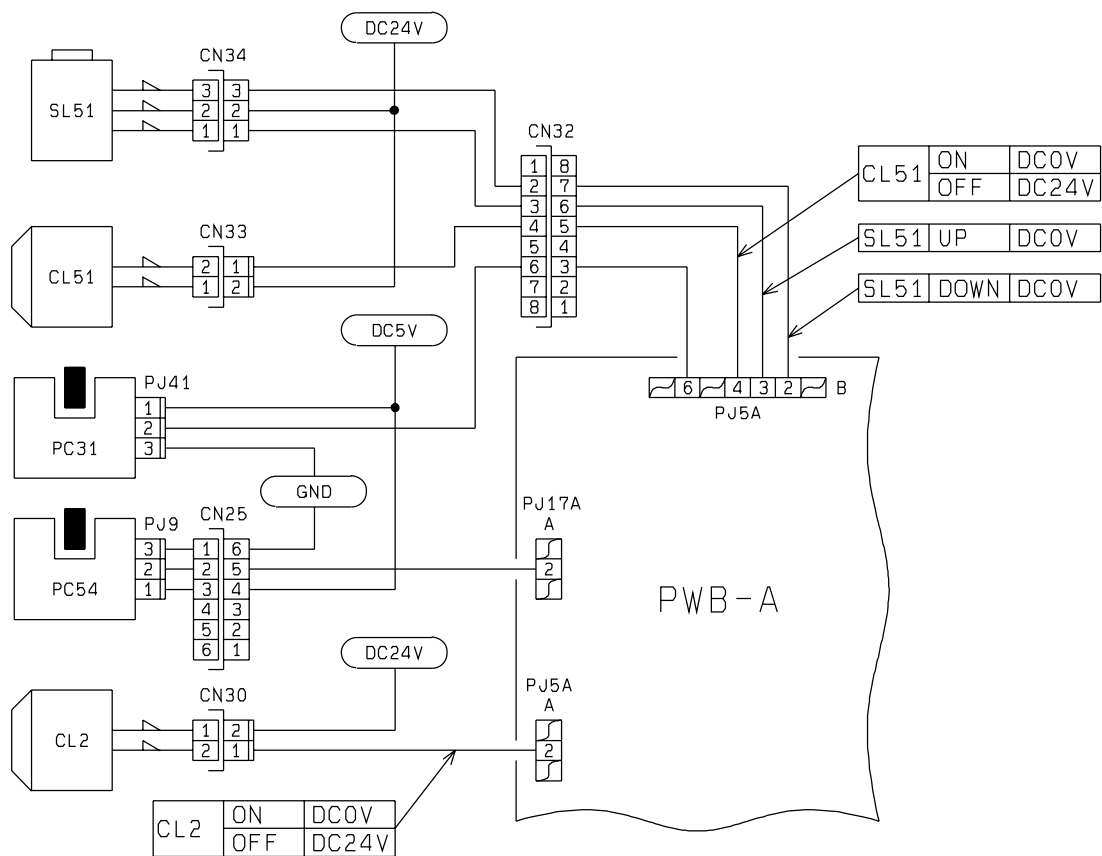 DC24V
CN34
SL51
3 3
2 2
1 1
CN32
1 8
2 7
3 6
4 5
5 4
6 3
7 2
8 1
CL51 ON DC0V
OFF DC24V
SL51 UP DC0V
SL51 DOWN DC0V
CN33
CL51
2 1
1 2
DC5V
PJ41
PC31
1
2
3
6 4 3 2 B
PJ5A
GND
PJ9
CN25
PC54
3 1 6
2 2 5
1 3 4
4 3
5 2
6 1
PJ17A
A
2
PWB-A
DC24V
CN30
CL2
1 2
2 1
PJ5A
A
2
CL2 ON DC0V
OFF DC24V